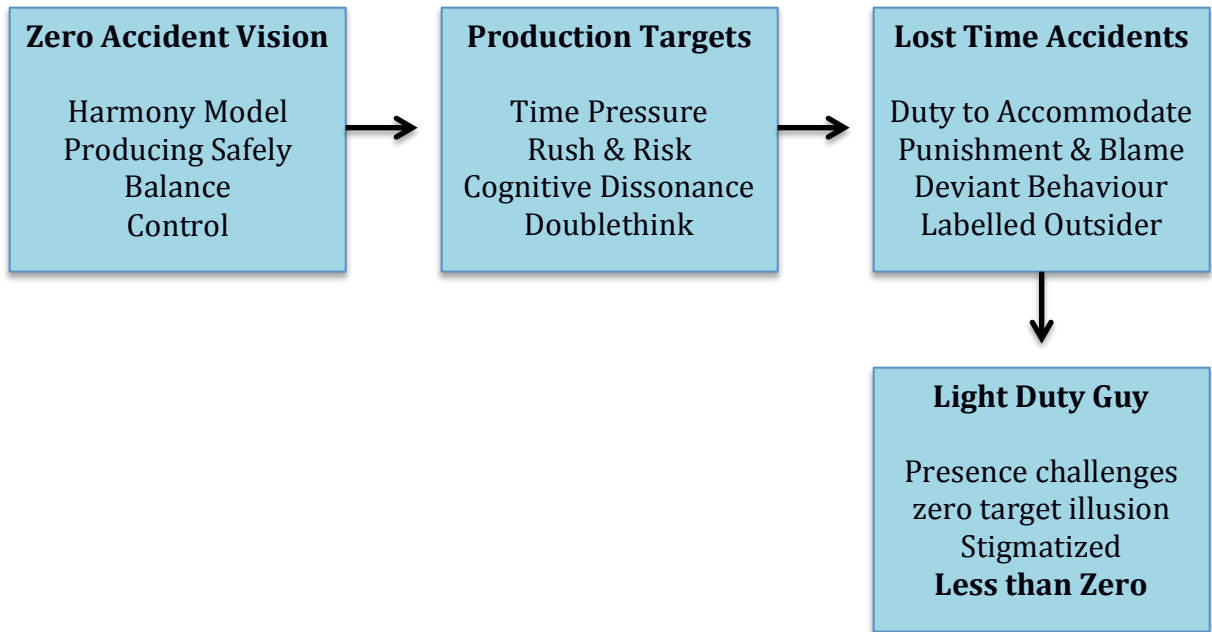 Zero Accident Vision
Harmony Model
Producing Safely
Balance
Control
Production Targets
Time Pressure
Rush & Risk
Cognitive Dissonance
Doublethink
Lost Time Accidents
Duty to Accommodate
Punishment & Blame
Deviant Behaviour
Labelled Outsider
Light Duty Guy
Presence challenges
zero target illusion
Stigmatized
Less than Zero